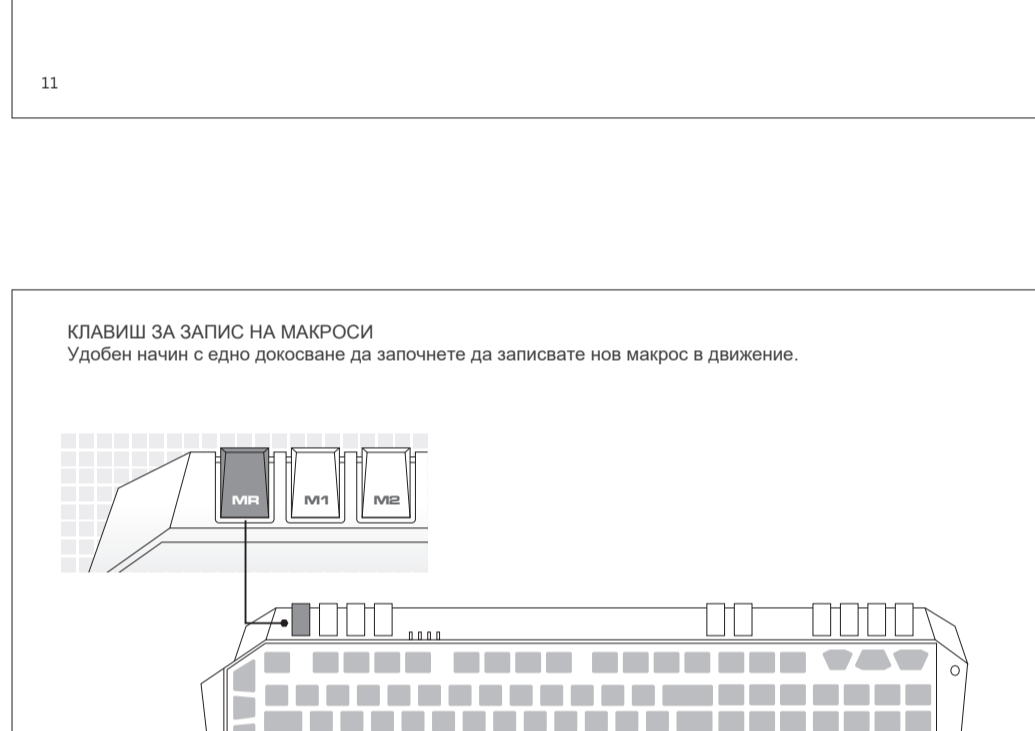 11
КЛАВИШ ЗА ЗАПИС НА МАКРОСИ
Удобен начин с едно докосване да започнете да записвате нов макрос в движение.
MR M1 M2